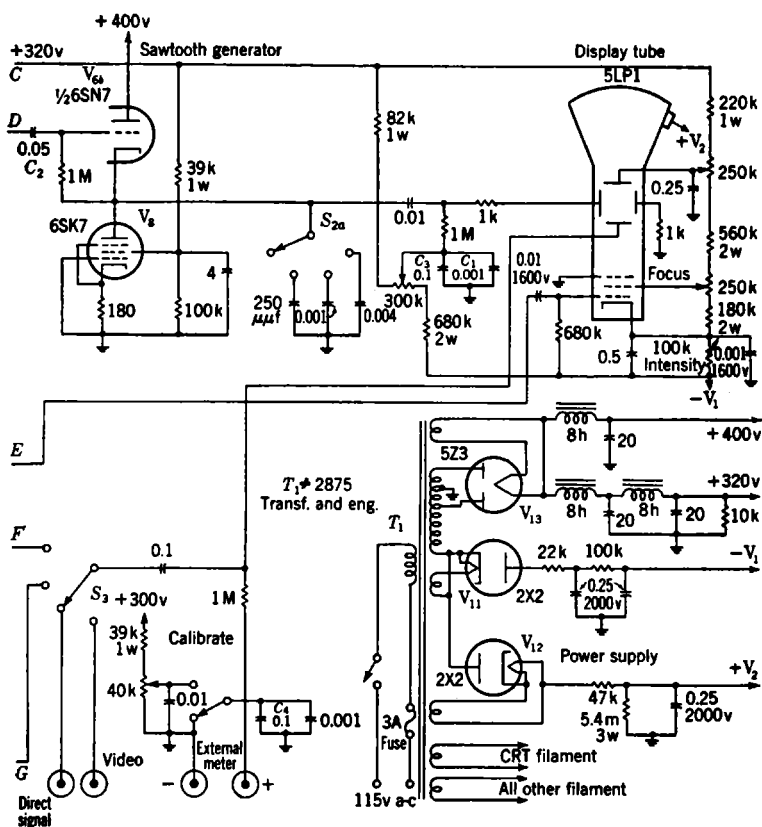 +400v
+320v
C
Sawtooth generator
Display tube
5LP1
V6b
½6SN7
D
0.05
C2
1M
39k
1w
82k
1w
220k
1w
+V2
250k
0.25
6SK7
V8
S2a
0.01
1k
1M
1k
560k
2w
C3
0.1
C1
0.001
0.01
1600v
Focus
250k
4
180
100k
250
μμf
0.001
0.004
300k
680k
2w
680k
180k
2w
0.5
100k
Intensity
0.001
1600v
−V1
E
8h
20
+400v
5Z3
V13
T1 # 2875
Transf. and eng.
T1
+320v
8h
20
8h
20
10k
F
0.1
S3
+300v
1M
22k
100k
−V1
V11
2X2
0.25
2000v
39k
1w
Calibrate
40k
0.01
C4
0.1
0.001
V12
2X2
Power supply
+V2
47k
5.4m
3w
0.25
2000v
3A
Fuse
G
Video
External
meter
−
+
Direct
signal
115v a-c
CRT filament
All other filament